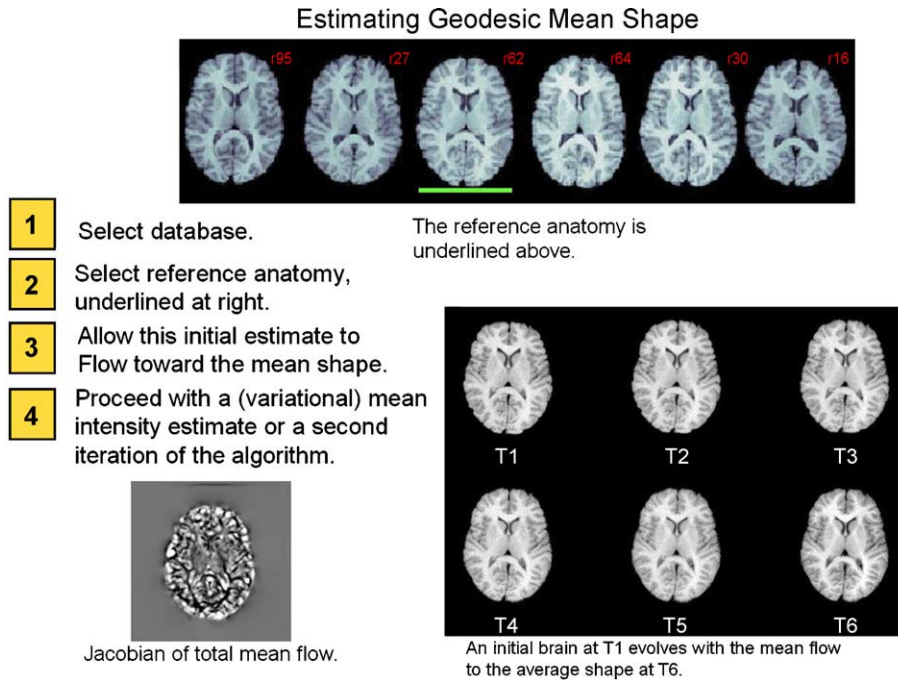 Estimating Geodesic Mean Shape
r95 r27 r62 r64 r30 r16
The reference anatomy is
underlined above.
1 Select database.
2 Select reference anatomy,
underlined at right.
3 Allow this initial estimate to
Flow toward the mean shape.
4 Proceed with a (variational) mean
intensity estimate or a second
iteration of the algorithm.
Jacobian of total mean flow.
T1 T2 T3
T4 T5 T6
An initial brain at T1 evolves with the mean flow
to the average shape at T6.